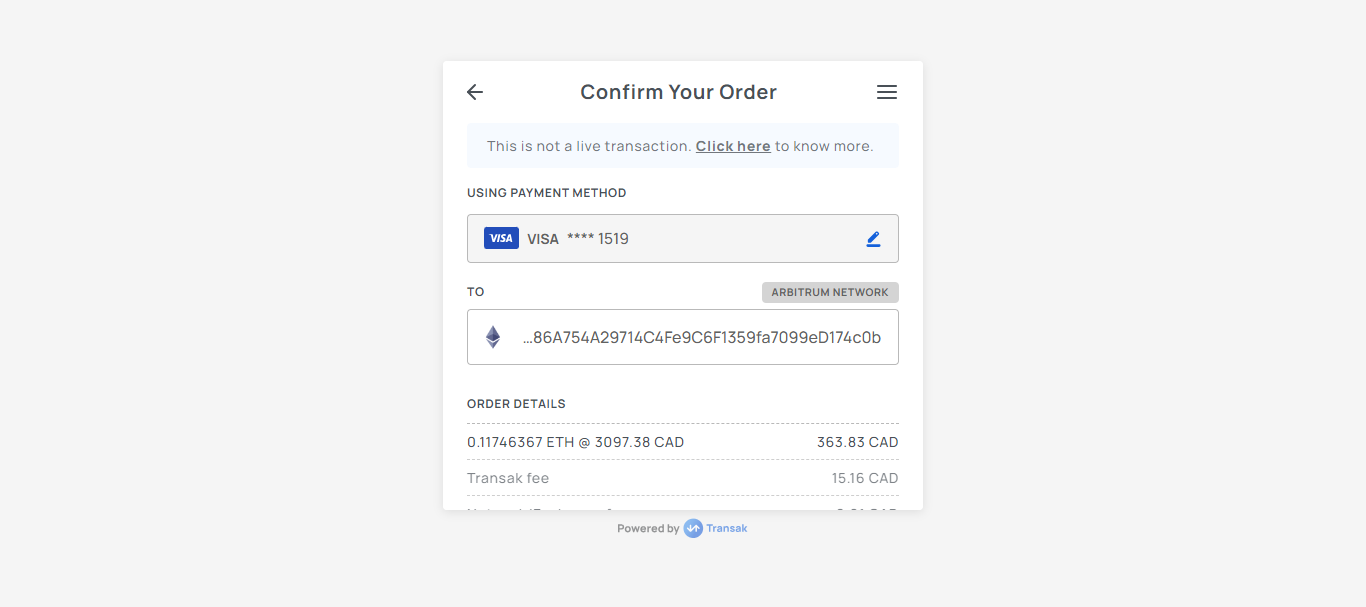 Confirm Your Order
This is not a live transaction. Click here to know more.
USING PAYMENT METHOD
VISA VISA **** 1519
TO ARBITRUM NETWORK
...86A754A29714C4Fe9C6F1359fa7099eD174c0b
ORDER DETAILS
0.11746367 ETH @ 3097.38 CAD 363.83 CAD
Transak fee 15.16 CAD
Powered by Transak